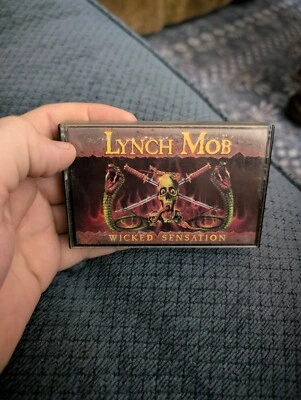 LYNCH MOB
WICKED SENSATION